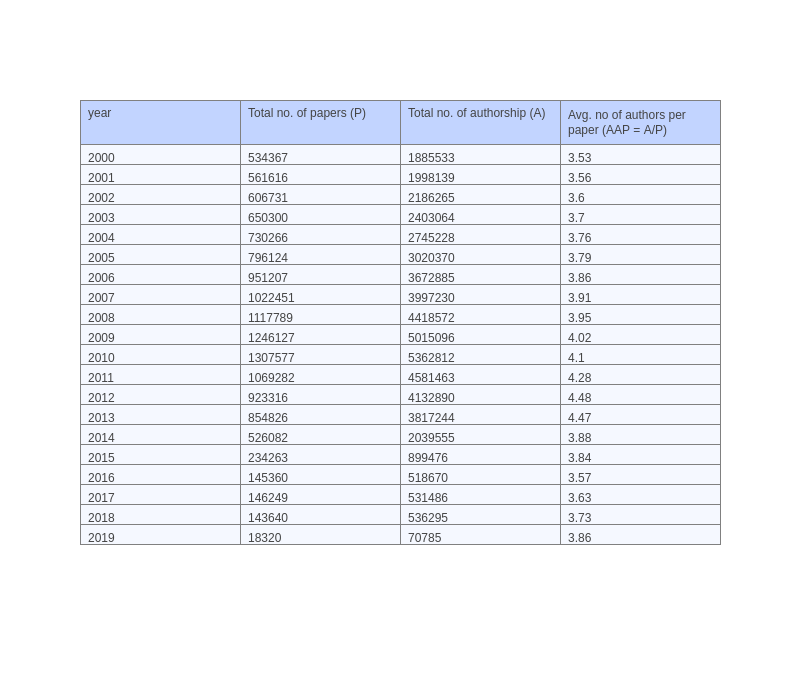 year Total no. of papers (P) Total no. of authorship (A) Avg. no of authors per
paper (AAP = A/P)
2000 534367 1885533 3.53
2001 561616 1998139 3.56
2002 606731 2186265 3.6
2003 650300 2403064 3.7
2004 730266 2745228 3.76
2005 796124 3020370 3.79
2006 951207 3672885 3.86
2007 1022451 3997230 3.91
2008 1117789 4418572 3.95
2009 1246127 5015096 4.02
2010 1307577 5362812 4.1
2011 1069282 4581463 4.28
2012 923316 4132890 4.48
2013 854826 3817244 4.47
2014 526082 2039555 3.88
2015 234263 899476 3.84
2016 145360 518670 3.57
2017 146249 531486 3.63
2018 143640 536295 3.73
2019 18320 70785 3.86